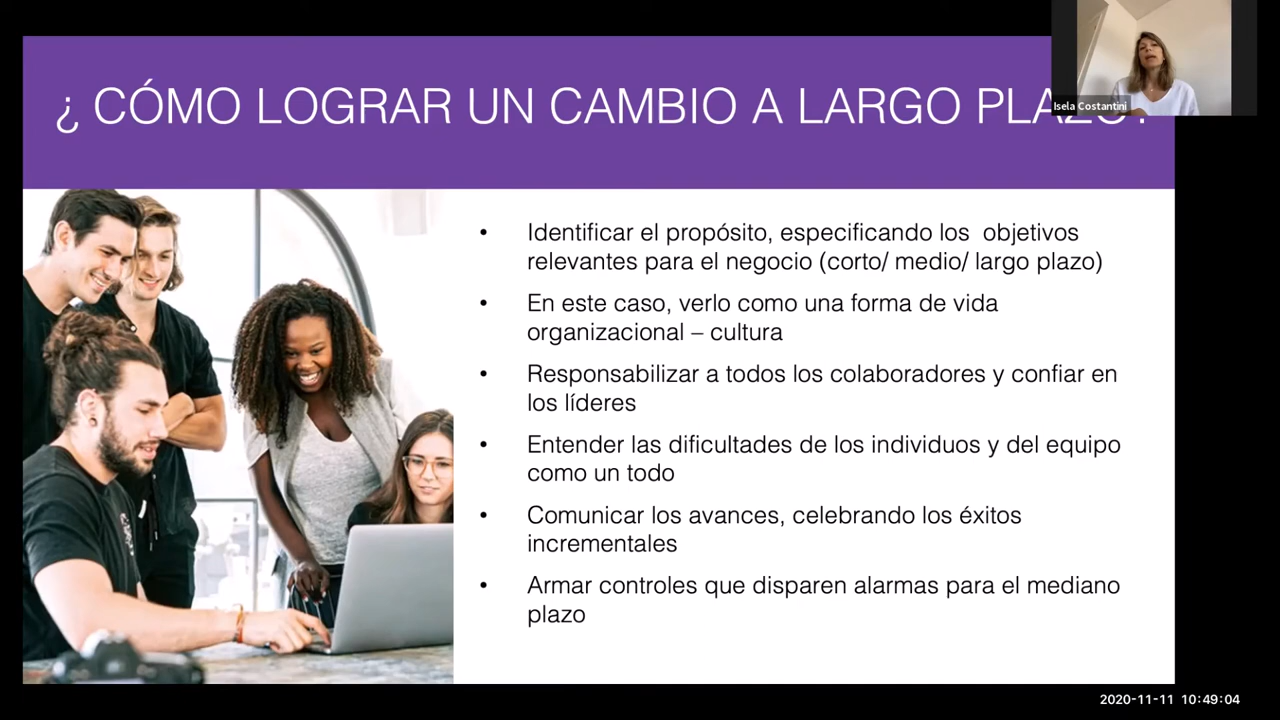 ¿ CÓMO LOGRAR UN CAMBIO A LARGO PLAZO?
Isela Costantini
• Identificar el propósito, especificando los objetivos
relevantes para el negocio (corto/ medio/ largo plazo)
• En este caso, verlo como una forma de vida
organizacional – cultura
• Responsabilizar a todos los colaboradores y confiar en
los líderes
• Entender las dificultades de los individuos y del equipo
como un todo
• Comunicar los avances, celebrando los éxitos
incrementales
• Armar controles que disparen alarmas para el mediano
plazo
2020-11-11 10:49:04